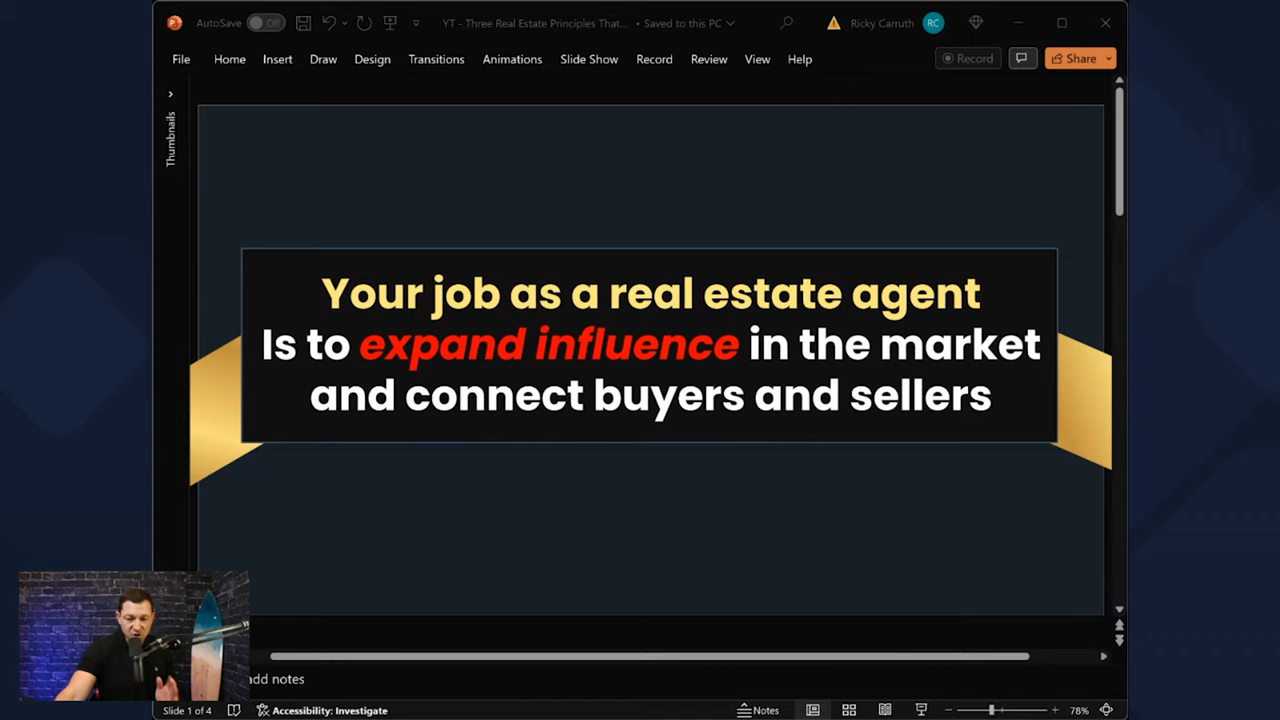 AutoSave Off YT - Three Real Estate Principles That... • Saved to this PC Ricky Carruth RC
File Home Insert Draw Design Transitions Animations Slide Show Record Review View Help Record Share
Thumbnails
Your job as a real estate agent
Is to expand influence in the market
and connect buyers and sellers
add notes
Slide 1 of 4 Accessibility: Investigate Notes 78%